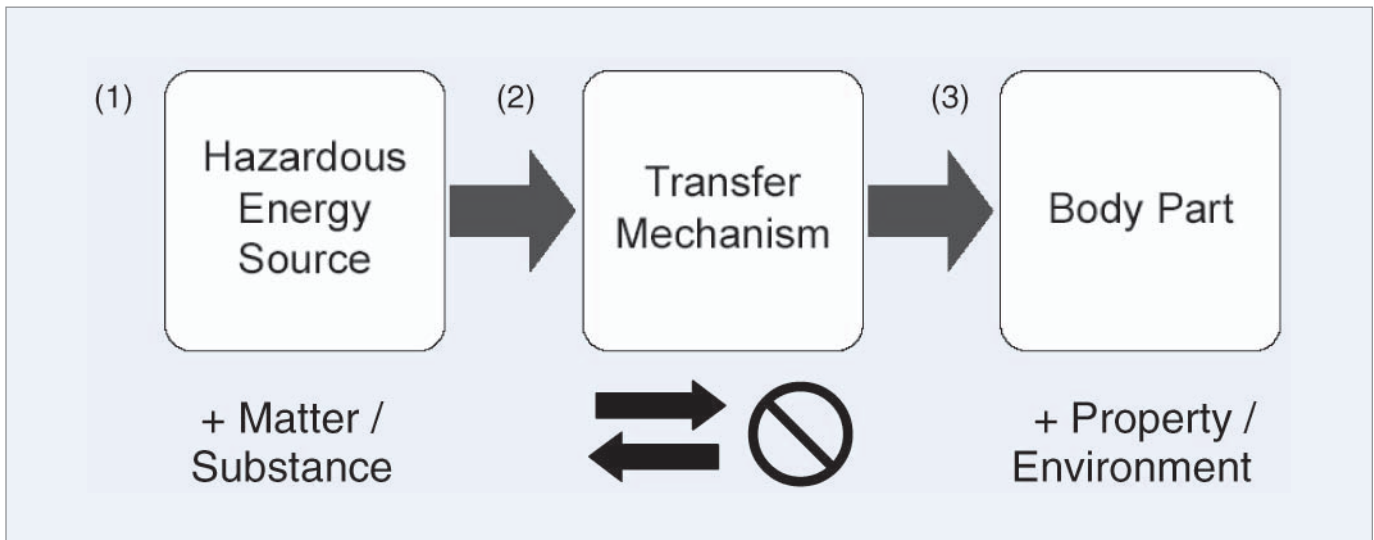 (1)
Hazardous
Energy
Source
(2)
Transfer
Mechanism
(3)
Body Part
+ Matter /
Substance
+ Property /
Environment